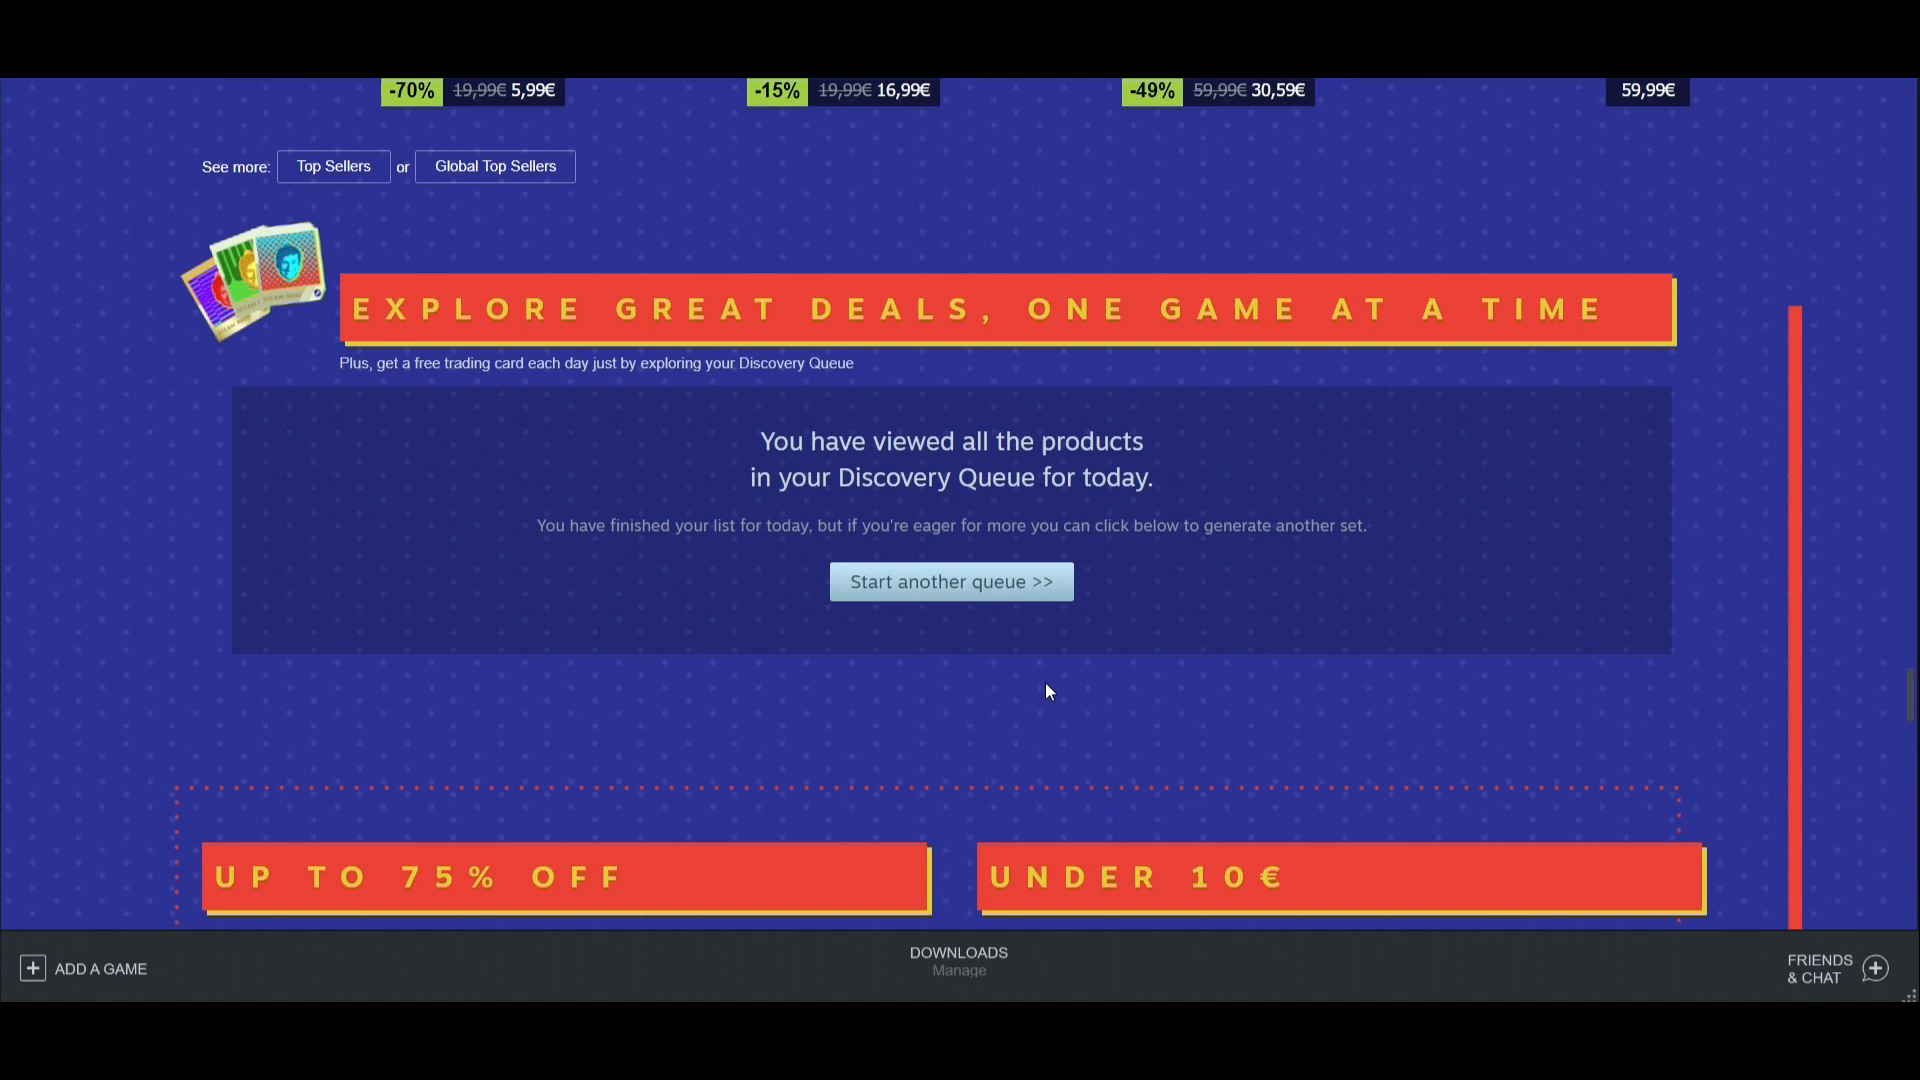 -70% 19,99€ 5,99€ -15% 19,99€ 16,99€ -49% 59,99€ 30,59€ 59,99€
See more: Top Sellers or Global Top Sellers
EXPLORE GREAT DEALS, ONE GAME AT A TIME
Plus, get a free trading card each day just by exploring your Discovery Queue
You have viewed all the products
in your Discovery Queue for today.
You have finished your list for today, but if you're eager for more you can click below to generate another set.
Start another queue >>
UP TO 75% OFF UNDER 10€
ADD A GAME
DOWNLOADS
Manage
FRIENDS
& CHAT